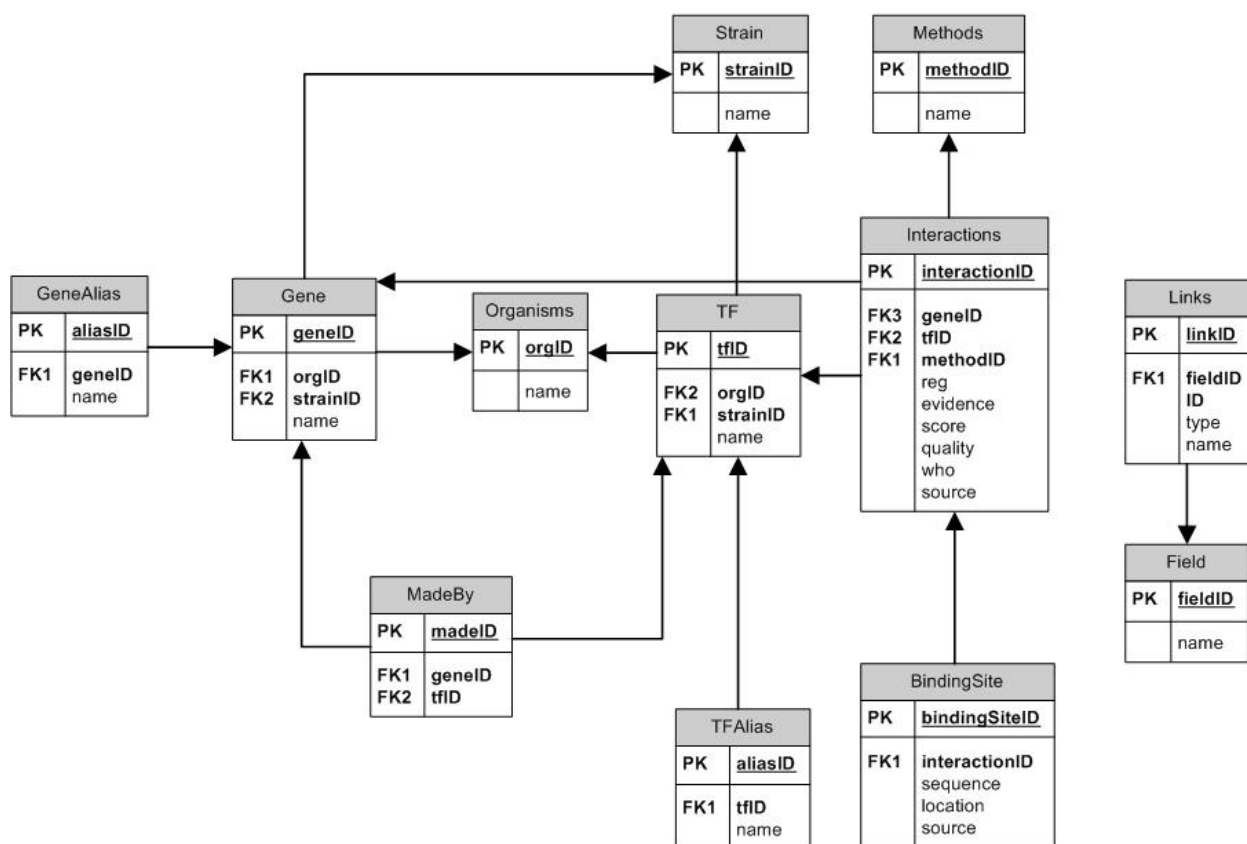 Strain
PK strainID
name
Methods
PK methodID
name
GeneAlias
PK aliasID
FK1 geneID
name
Gene
PK geneID
FK1 orgID
FK2 strainID
name
Organisms
PK orgID
name
TF
PK tfID
FK2 orgID
FK1 strainID
name
Interactions
PK interactionID
FK3 geneID
FK2 tfID
FK1 methodID
reg
evidence
score
quality
who
source
Links
PK linkID
FK1 fieldID
ID
type
name
MadeBy
PK madeID
FK1 geneID
FK2 tfID
TFAlias
PK aliasID
FK1 tfID
name
BindingSite
PK bindingSiteID
FK1 interactionID
sequence
location
source
Field
PK fieldID
name